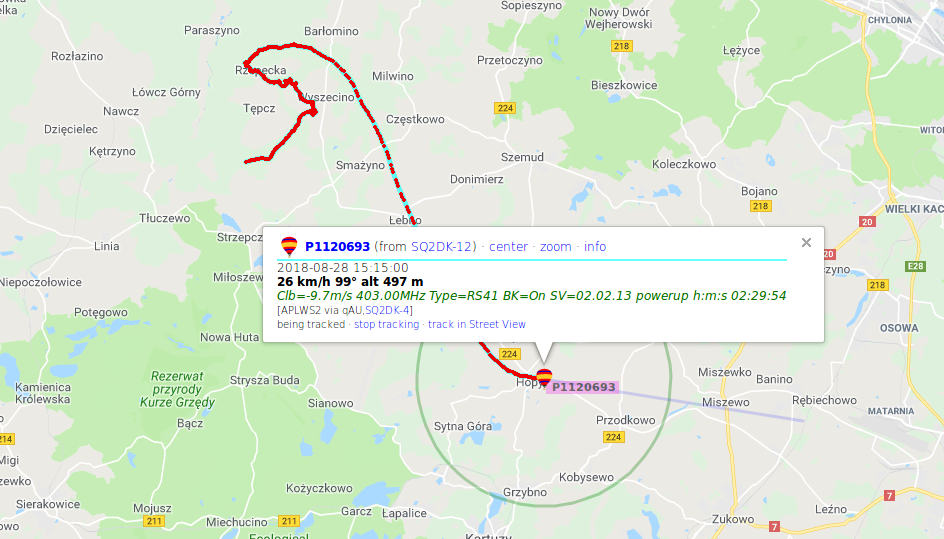 Sopieszyno
Nowy Dwór
Wejherowski
CHYLONIA
Paraszyno
Barłomino
218
Łężyce
Rozłazino
Przetoczyno
Milwino
Bieszkowice
Łówcz Górny
Nawcz
Tępcz
Wyszecino
224
Częstkowo
Dzięcielec
Kętrzyno
Szemud
Smażyno
Koleczkowo
Donimierz
Bojano
218
Tłuczewo
Łebno
WIELKI KAC
20
Linia
P1120693 (from SQ2DK-12) · center · zoom · info
2018-08-28 15:15:00
26 km/h 99° alt 497 m
Clb=-9.7m/s 403.00MHz Type=RS41 BK=On SV=02.02.13 powerup h:m:s 02:29:54
[APLWS2 via qAU,SQ2DK-4]
being tracked · stop tracking · track in Street View
20
E28
218
Niepoczołowice
Potęgowo
OSOWA
Nowa Huta
224
Kamienica
Królewska
Rezerwat
przyrody
Kurze Grzędy
Strysza Buda
P1120693
Miszewko
Banino
Miszewo
Rębiechowo
MATARNIA
Sianowo
Bącz
Sytna Góra
Przodkowo
224
214
Migi
Kobysewo
Kożyczkowo
Grzybno
7
Sierakowice
Mojusz
211
Miechucino
211
Garcz
Łapalice
Leźno
Żukowo
7
Ecological
Kartuzy